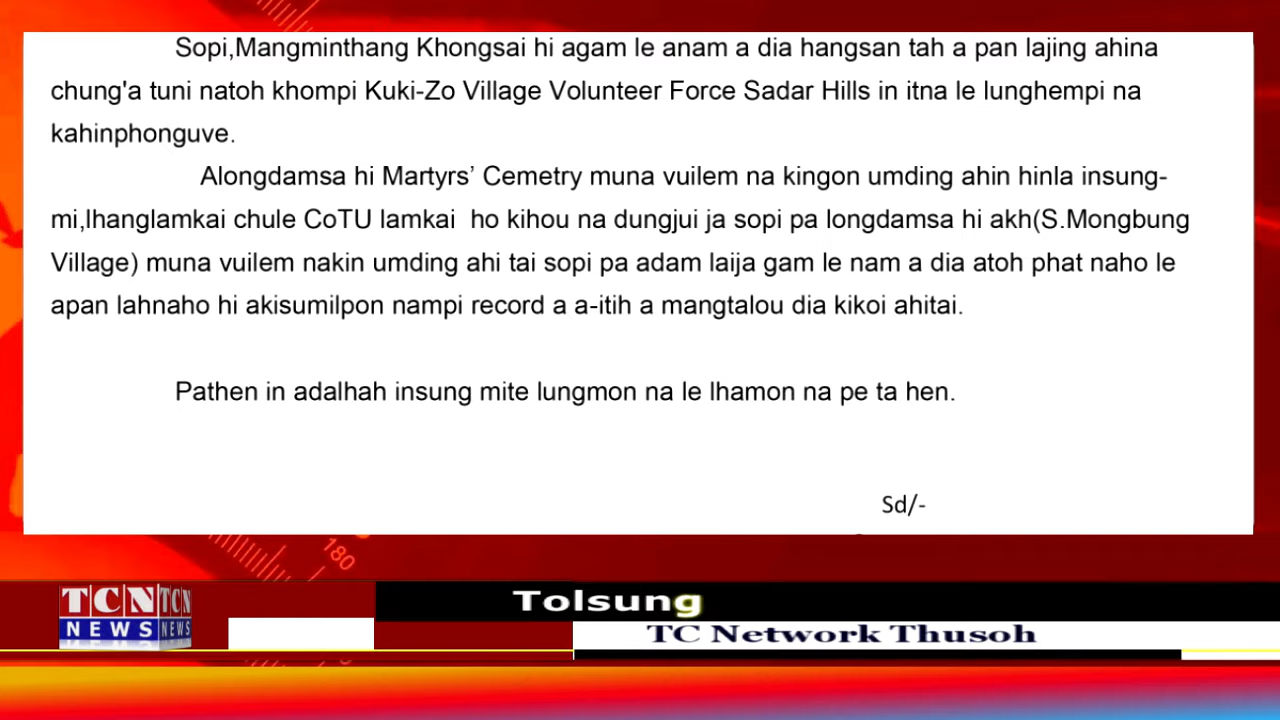 Sopi,Mangminthang Khongsai hi agam le anam a dia hangsan tah a pan lajing ahina
chung'a tuni natoh khompi Kuki-Zo Village Volunteer Force Sadar Hills in itna le lunghempi na
kahinphonguve.
Alongdamsa hi Martyrs’ Cemetry muna vuilem na kingon umding ahin hinla insung-
mi,lhanglamkai chule CoTU lamkai ho kihou na dungjui ja sopi pa longdamsa hi akh(S.Mongbung
Village) muna vuilem nakin umding ahi tai sopi pa adam laija gam le nam a dia atoh phat naho le
apan lahnaho hi akisumilpon nampi record a a-itih a mangtalou dia kikoi ahitai.
Pathen in adalhah insung mite lungmon na le lhamon na pe ta hen.
Sd/-
180
TCN TCN
NEWS NEWS
Tolsung
TC Network Thusoh